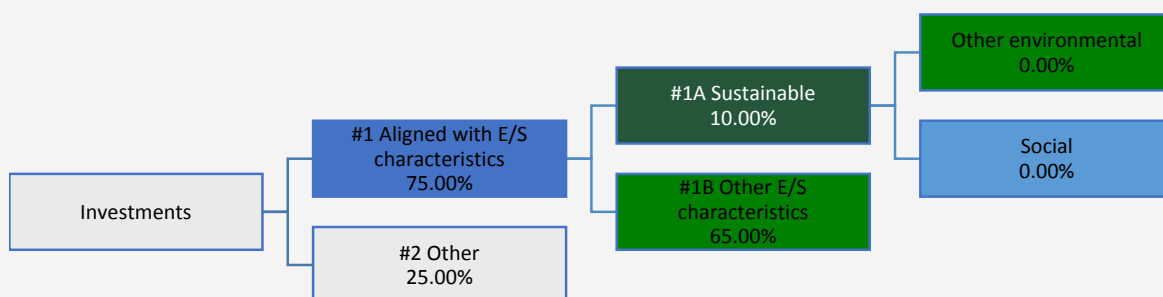 Investments
#1 Aligned with E/S
characteristics
75.00%
#2 Other
25.00%
#1A Sustainable
10.00%
#1B Other E/S
characteristics
65.00%
Other environmental
0.00%
Social
0.00%